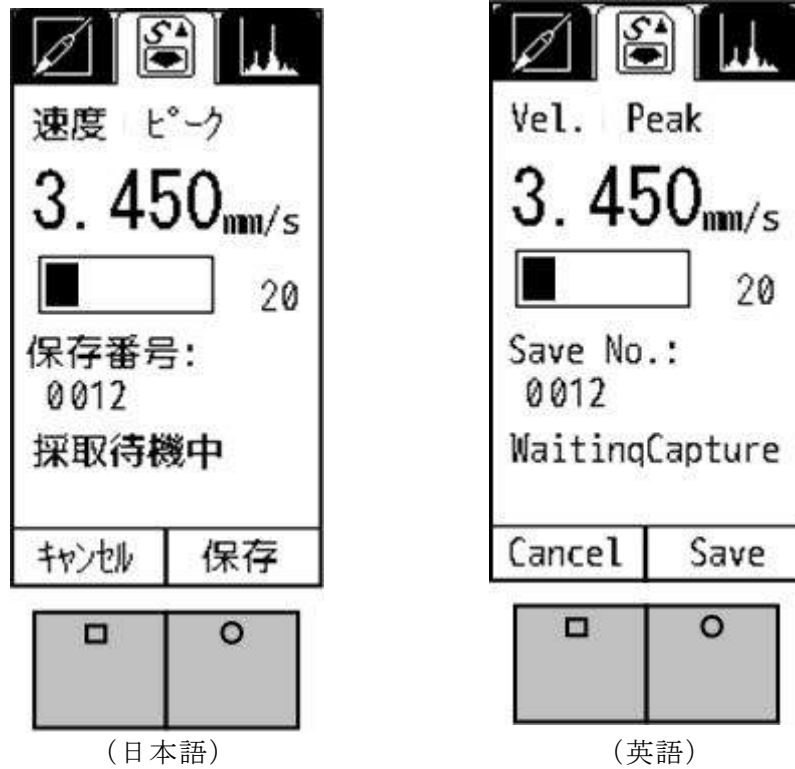 S
速度 ピーク
3.450mm/s
20
保存番号:
0012
採取待機中
キャンセル 保存
(日本語)
S
Vel. Peak
3.450mm/s
20
Save No.:
0012
WaitingCapture
Cancel Save
(英語)